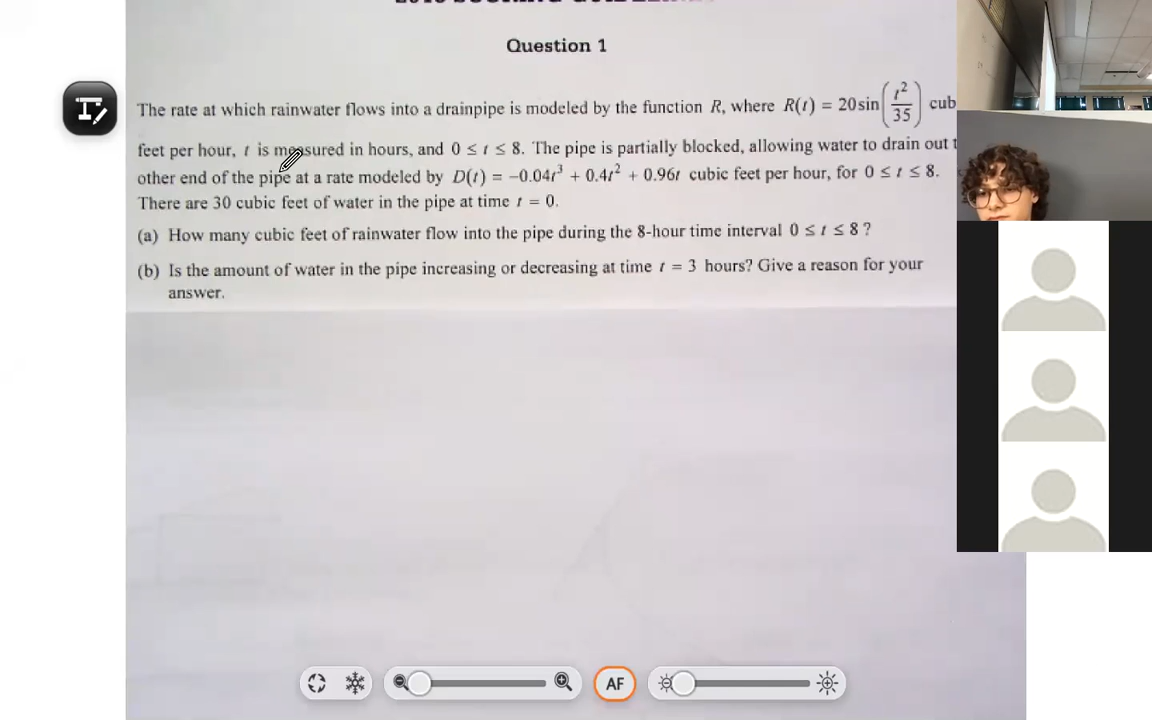 Question 1
The rate at which rainwater flows into a drainpipe is modeled by the function R, where R(t) = 20sin(t²/35) cub
feet per hour, t is measured in hours, and 0 ≤ t ≤ 8. The pipe is partially blocked, allowing water to drain out t
other end of the pipe at a rate modeled by D(t) = −0.04t³ + 0.4t² + 0.96t cubic feet per hour, for 0 ≤ t ≤ 8.
There are 30 cubic feet of water in the pipe at time t = 0.
(a) How many cubic feet of rainwater flow into the pipe during the 8-hour time interval 0 ≤ t ≤ 8 ?
(b) Is the amount of water in the pipe increasing or decreasing at time t = 3 hours? Give a reason for your
answer.
AF